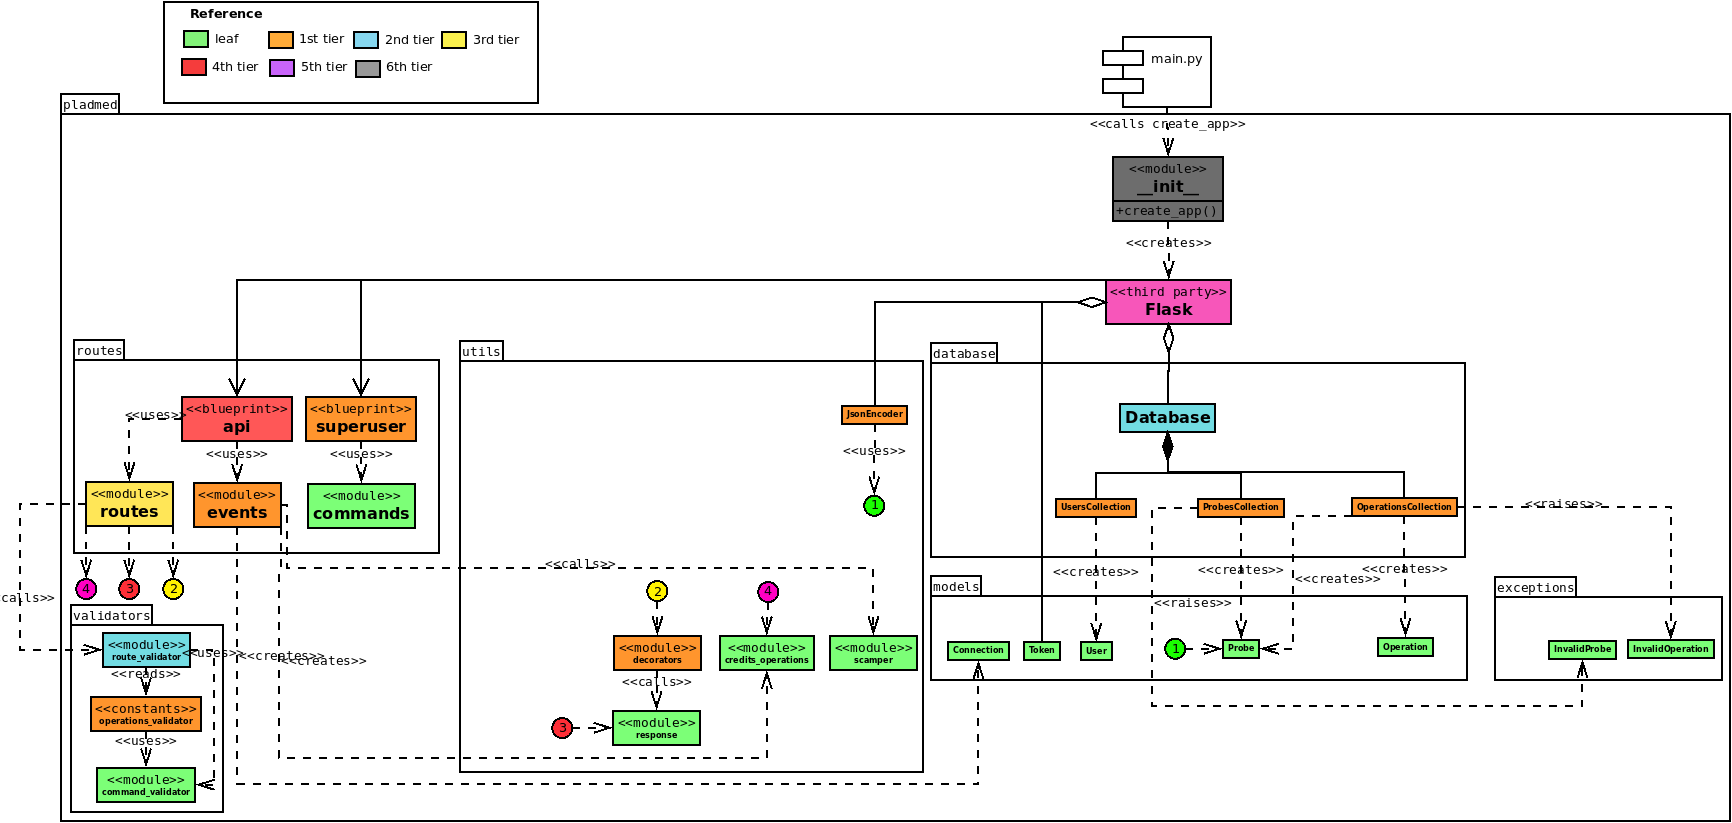 Reference
leaf
1st tier
2nd tier
3rd tier
4th tier
5th tier
6th tier
main.py
pladmed
<<calls create_app>>
<<module>>
__init__
+create_app()
<<creates>>
<<third party>>
Flask
routes
<<uses>>
<<blueprint>>
api
<<blueprint>>
superuser
<<uses>>
<<uses>>
<<module>>
routes
<<module>>
events
<<module>>
commands
4
3
2
calls>>
utils
JsonEncoder
<<uses>>
1
<<calls>>
2
4
<<module>>
decorators
<<module>>
credits_operations
<<module>>
scamper
<<calls>>
3
<<module>>
response
database
Database
UsersCollection
ProbesCollection
OperationsCollection
<<raises>>
<<creates>>
<<creates>>
<<creates>>
<<creates>>
<<raises>>
models
Connection
Token
User
1
Probe
Operation
exceptions
InvalidProbe
InvalidOperation
validators
<<module>>
route_validator
<<uses>>
<<creates>>
<<creates>>
<<reads>>
<<constants>>
operations_validator
<<uses>>
<<module>>
command_validator